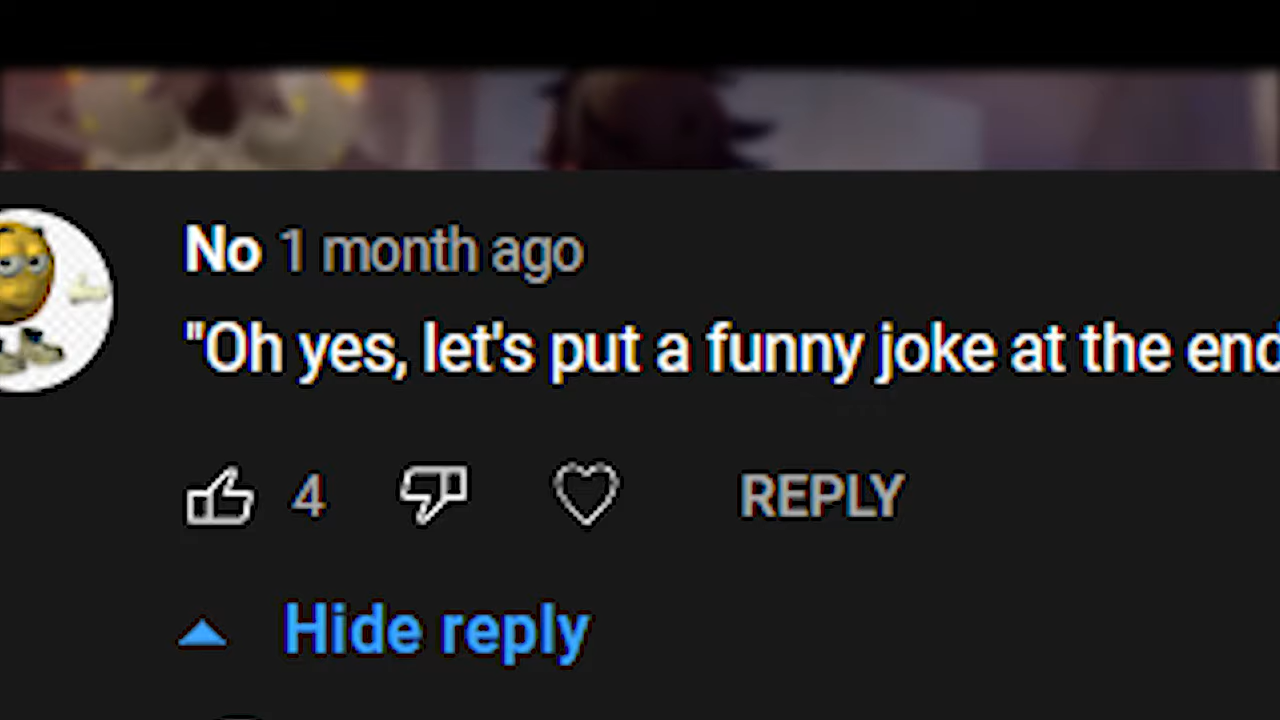 No 1 month ago
"Oh yes, let's put a funny joke at the end
4 REPLY
Hide reply